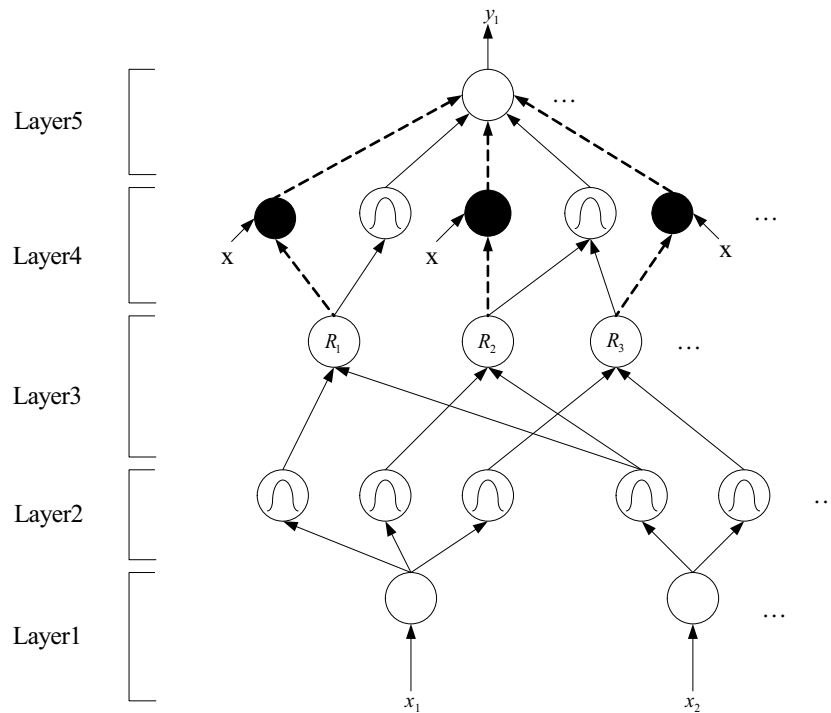 y1
Layer5
...
Layer4
x
x
x
...
Layer3
R1
R2
R3
...
Layer2
...
Layer1
...
x1
x2